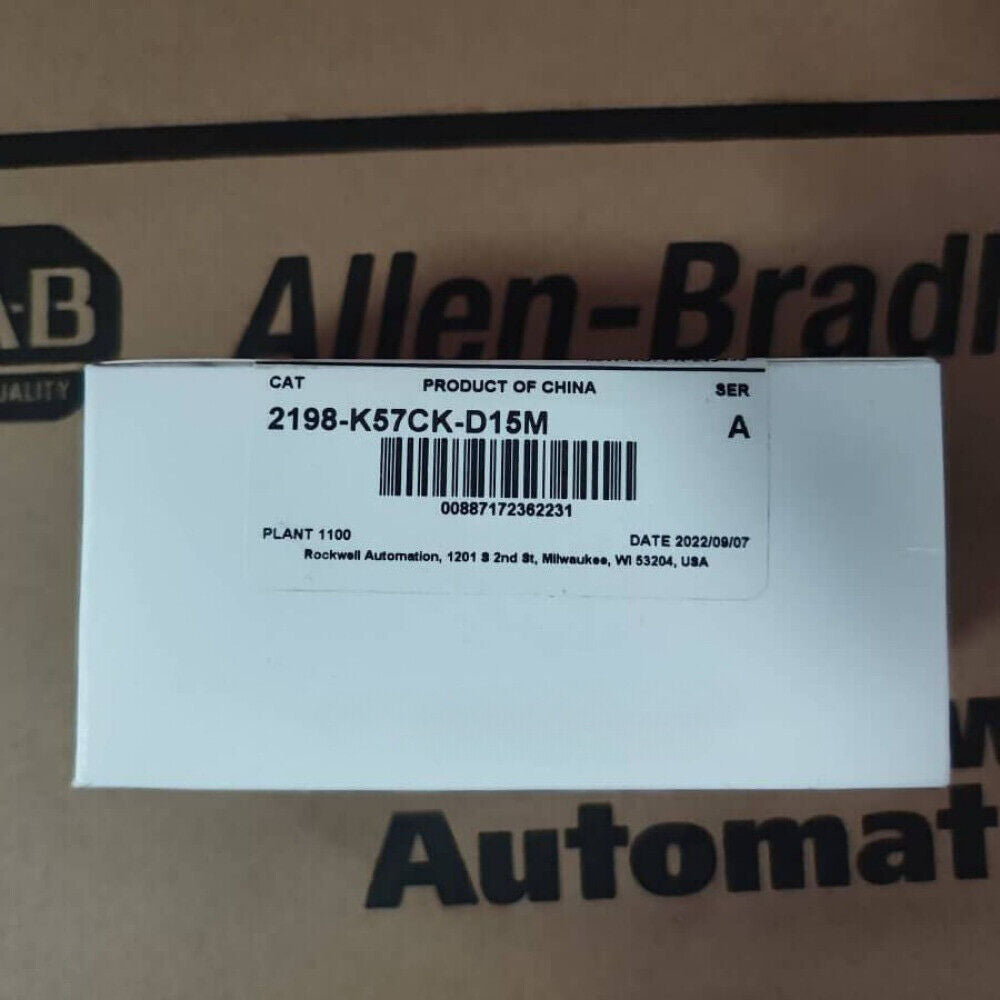 Allen-Bradl
A-B
QUALITY
CAT PRODUCT OF CHINA SER
2198-K57CK-D15M A
00887172362231
PLANT 1100 DATE 2022/09/07
Rockwell Automation, 1201 S 2nd St, Milwaukee, WI 53204, USA
w
Automat